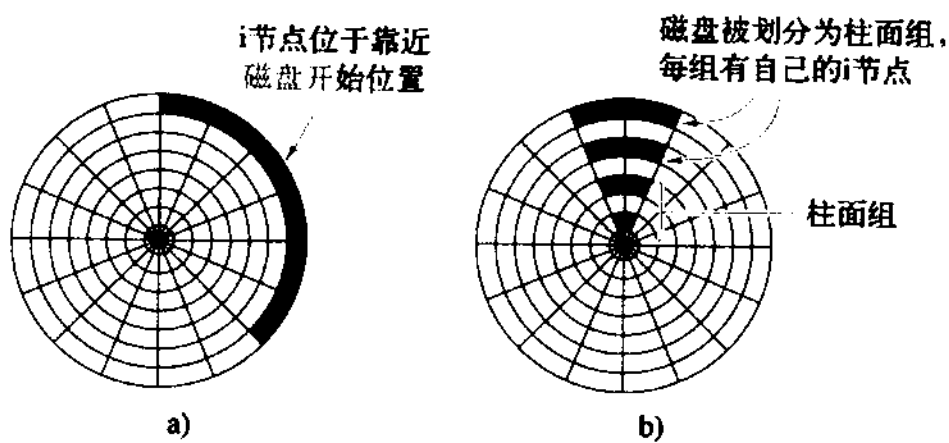 i节点位于靠近
磁盘开始位置
磁盘被划分为柱面组,
每组有自己的i节点
柱面组
a)
b)